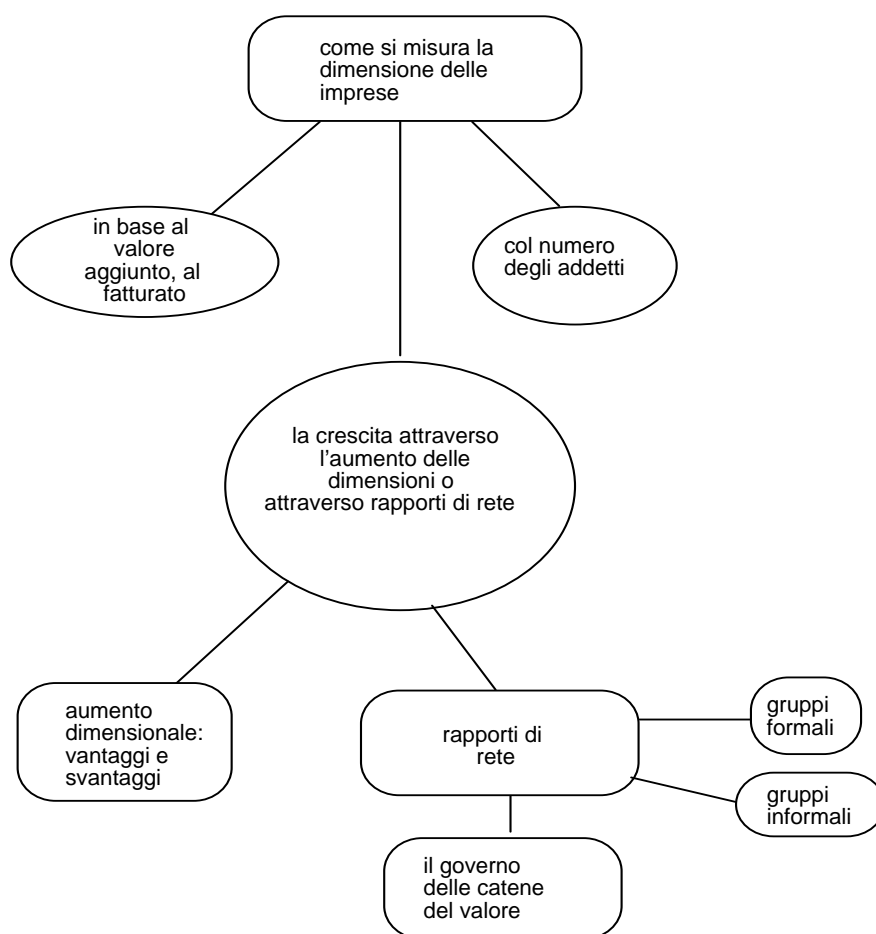 come si misura la
dimensione delle
imprese
in base al
valore
aggiunto, al
fatturato
col numero
degli addetti
la crescita attraverso
l'aumento delle
dimensioni o
attraverso rapporti di rete
aumento
dimensionale:
vantaggi e
svantaggi
rapporti di
rete
gruppi
formali
gruppi
informali
il governo
delle catene
del valore